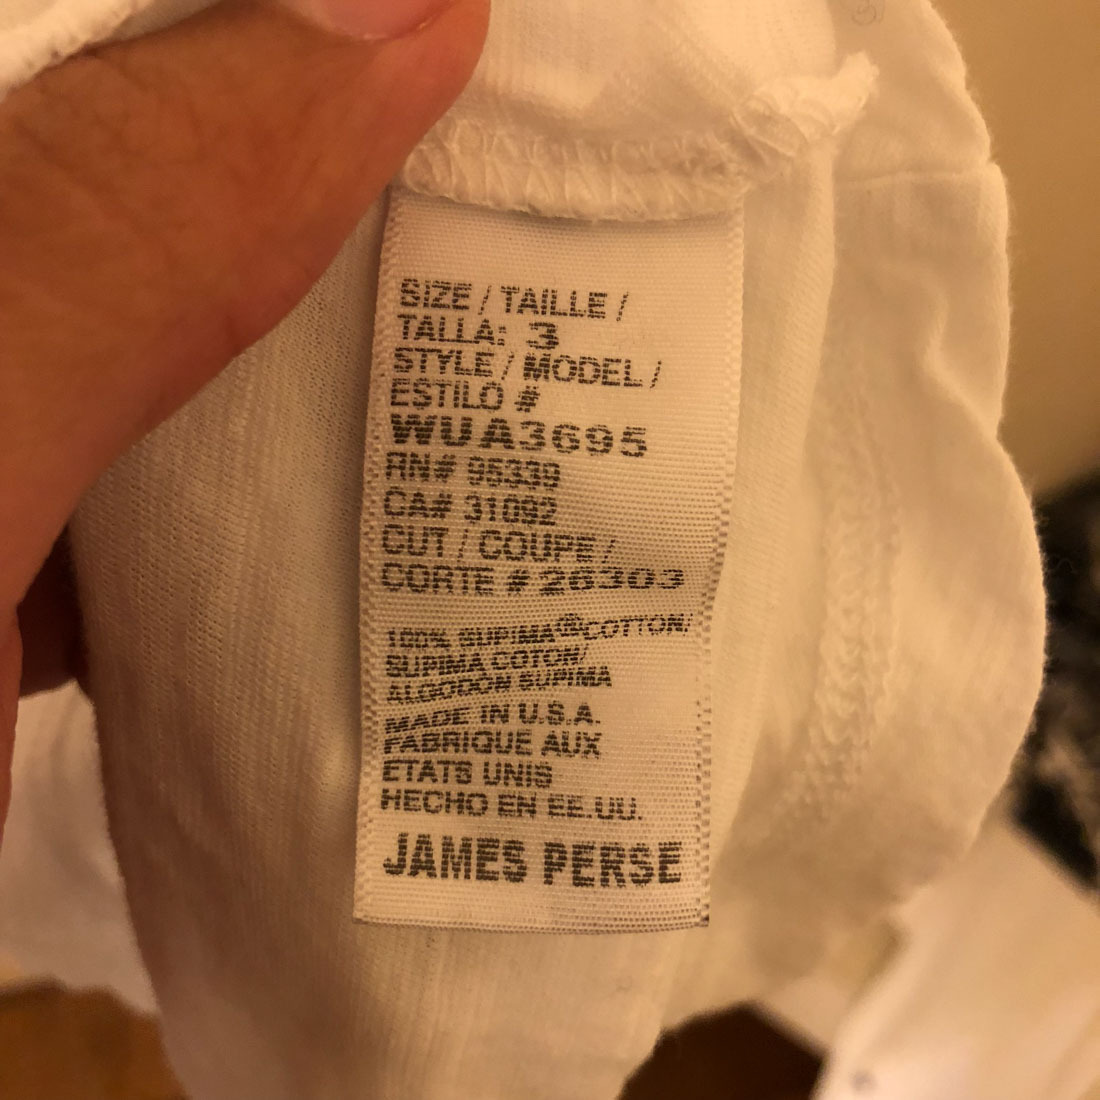 SIZE / TAILLE /
TALLA: 3
STYLE / MODEL /
ESTILO #
WUA3695
RN# 95339
CA# 31092
CUT / COUPE /
CORTE # 26303
100% SUPIMA® COTTON/
SUPIMA COTON/
ALGODON SUPIMA
MADE IN U.S.A.
FABRIQUE AUX
ETATS UNIS
HECHO EN EE.UU.
JAMES PERSE